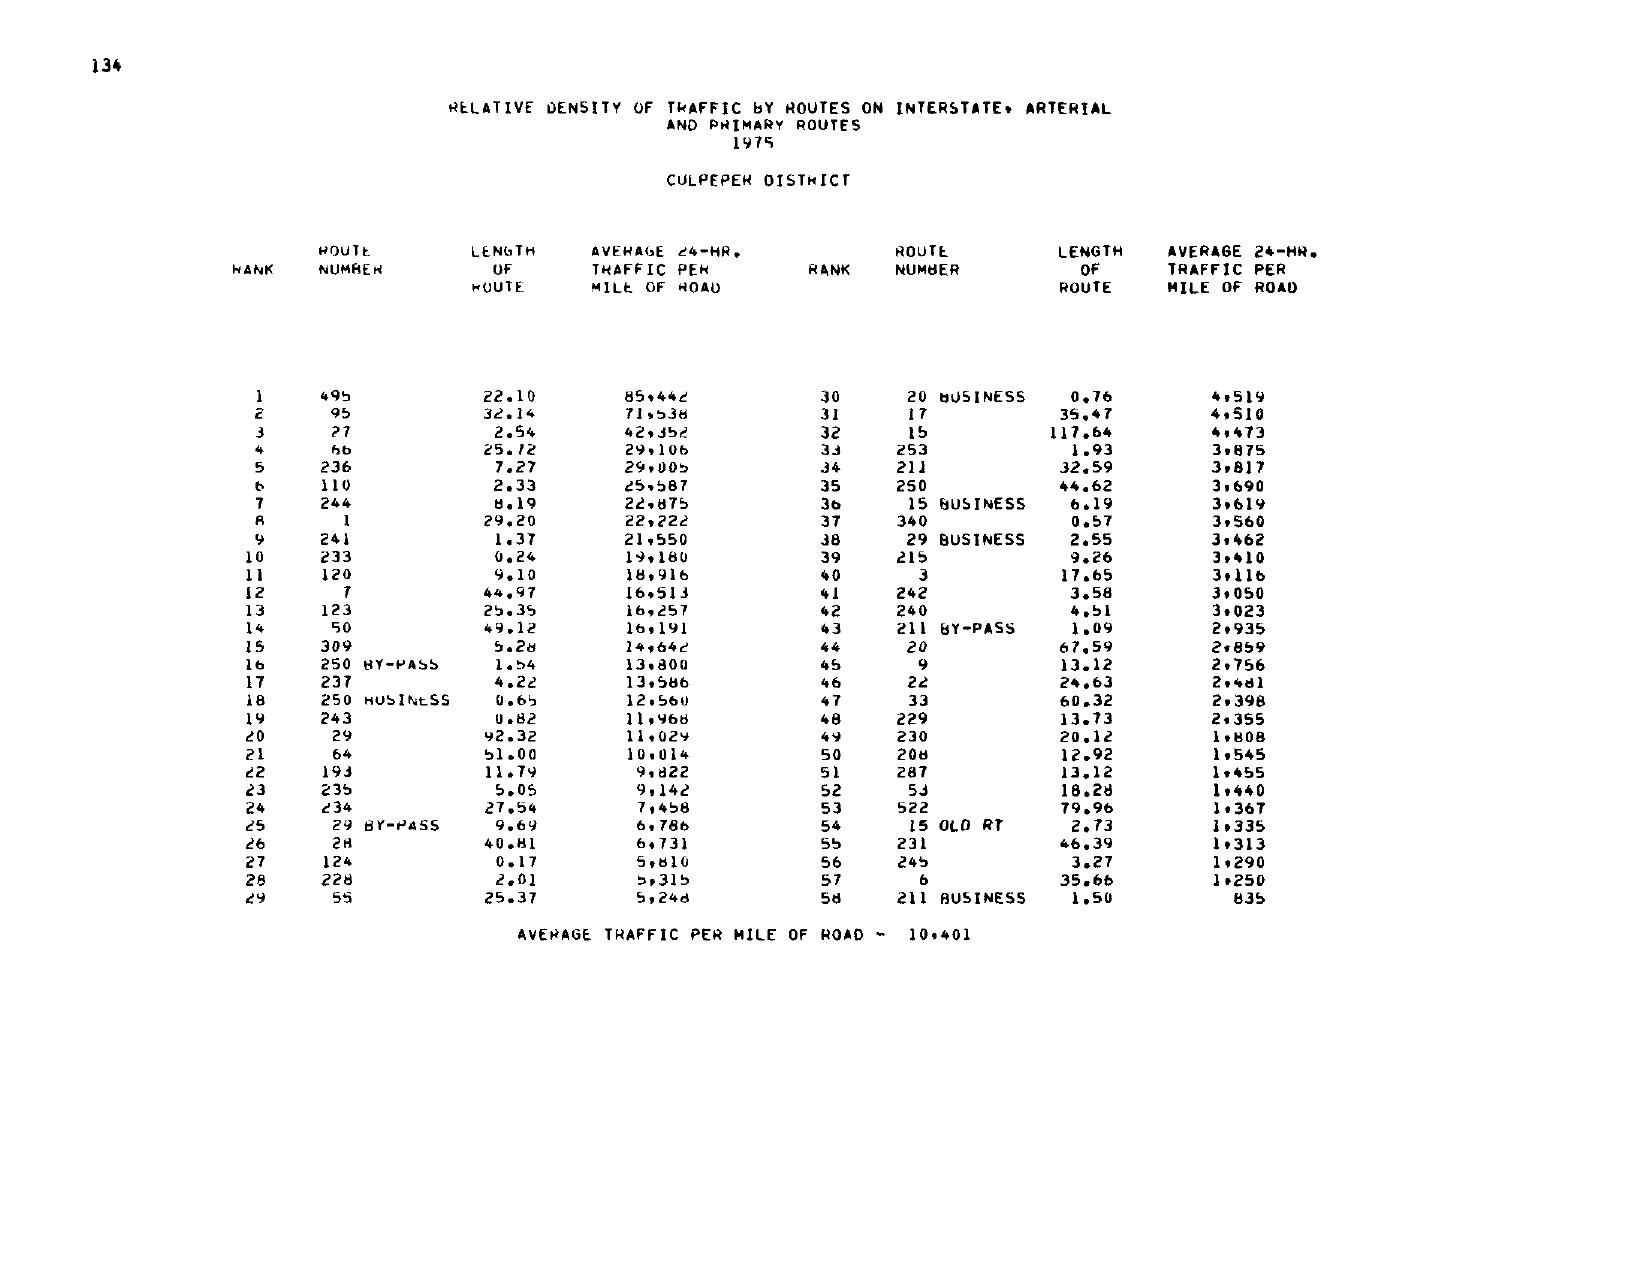 134
RELATIVE DENSITY OF TRAFFIC BY ROUTES ON INTERSTATE, ARTERIAL
AND PRIMARY ROUTES
1975
CULPEPER DISTRICT
ROUTE LENGTH AVERAGE 24-HR. ROUTE LENGTH AVERAGE 24-HR.
RANK NUMBER OF TRAFFIC PER RANK NUMBER OF TRAFFIC PER
ROUTE MILE OF ROAD ROUTE MILE OF ROAD
1 495 22.10 85,442 30 20 BUSINESS 0.76 4,519
2 95 32.14 71,538 31 17 35.47 4,510
3 27 2.54 42,352 32 15 117.64 4,473
4 66 25.72 29,106 33 253 1.93 3,875
5 236 7.27 29,005 34 211 32.59 3,817
6 110 2.33 25,587 35 250 44.62 3,690
7 244 8.19 22,875 36 15 BUSINESS 6.19 3,619
8 1 29.20 22,222 37 340 0.57 3,560
9 241 1.37 21,550 38 29 BUSINESS 2.55 3,462
10 233 0.24 19,180 39 215 9.26 3,410
11 120 9.10 18,916 40 3 17.65 3,116
12 7 44.97 16,513 41 242 3.58 3,050
13 123 25.35 16,257 42 240 4.51 3,023
14 50 49.12 16,191 43 211 BY-PASS 1.09 2,935
15 309 5.28 14,642 44 20 67.59 2,859
16 250 BY-PASS 1.54 13,800 45 9 13.12 2,756
17 237 4.22 13,586 46 22 24.63 2,481
18 250 BUSINESS 0.65 12,560 47 33 60.32 2,398
19 243 0.82 11,968 48 229 13.73 2,355
20 29 92.32 11,029 49 230 20.12 1,808
21 64 51.00 10,014 50 208 12.92 1,545
22 193 11.79 9,822 51 287 13.12 1,455
23 235 5.05 9,142 52 53 18.28 1,440
24 234 27.54 7,458 53 522 79.96 1,367
25 29 BY-PASS 9.69 6,786 54 15 OLD RT 2.73 1,335
26 28 40.81 6,731 55 231 46.39 1,313
27 124 0.17 5,810 56 245 3.27 1,290
28 228 2.01 5,315 57 6 35.66 1,250
29 55 25.37 5,248 58 211 BUSINESS 1.50 835
AVERAGE TRAFFIC PER MILE OF ROAD - 10,401